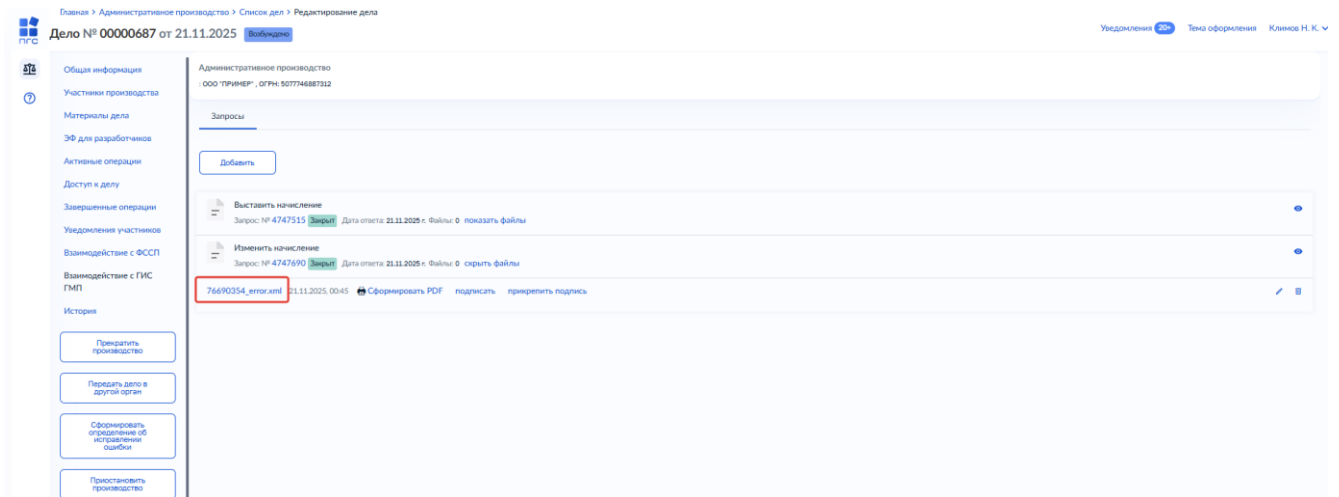 Главная > Административное производство > Список дел > Редактирование дела
ПГС
Дело № 00000687 от 21.11.2025 Возбуждено
Уведомления 20+ Тема оформления Климов Н. К.
Общая информация
Участники производства
Материалы дела
ЭФ для разработчиков
Активные операции
Доступ к делу
Завершенные операции
Уведомления участников
Взаимодействие с ФССП
Взаимодействие с ГИС
ГМП
История
Прекратить
производство
Передать дело в
другой орган
Сформировать
определение об
исправлении
ошибки
Приостановить
производство
Административное производство
: ООО "ПРИМЕР" , ОГРН: 5077746887312
Запросы
Добавить
Выставить начисление
Запрос: № 4747515 Закрыт Дата ответа: 21.11.2025 г. Файлы: 0 показать файлы
Изменить начисление
Запрос: № 4747690 Закрыт Дата ответа: 21.11.2025 г. Файлы: 0 скрыть файлы
76690354_error.xml 21.11.2025, 00:45 Сформировать PDF подписать прикрепить подпись